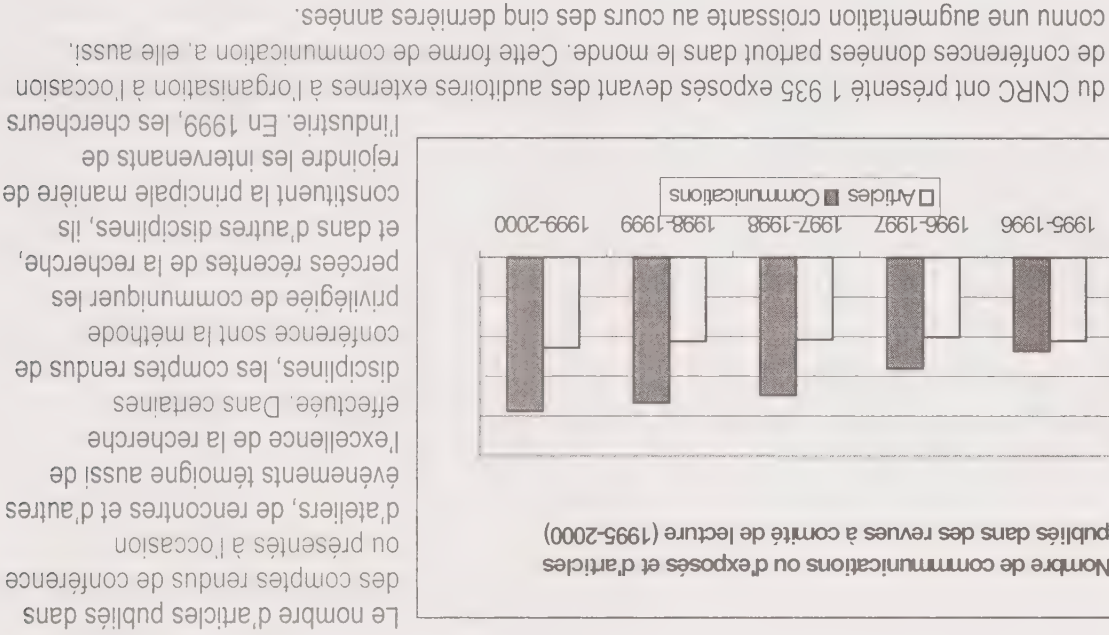 Nombre de communications ou d'exposés et d'articles
publiés dans des revues à comité de lecture (1995-2000)
1995-1996 1996-1997 1997-1998 1998-1999 1999-2000
Articles Communications
Le nombre d'articles publiés dans
des comptes rendus de conférence
ou présentés à l'occasion
d'ateliers, de rencontres et d'autres
événements témoigne aussi de
l'excellence de la recherche
effectuée. Dans certaines
disciplines, les comptes rendus de
conférence sont la méthode
privilégiée de communiquer les
percées récentes de la recherche,
et dans d'autres disciplines, ils
constituent la principale manière de
rejoindre les intervenants de
l'industrie. En 1999, les chercheurs
du CNRC ont présenté 1 935 exposés devant des auditoires externes à l'organisation à l'occasion
de conférences données partout dans le monde. Cette forme de communication a, elle aussi,
connu une augmentation croissante au cours des cinq dernières années.